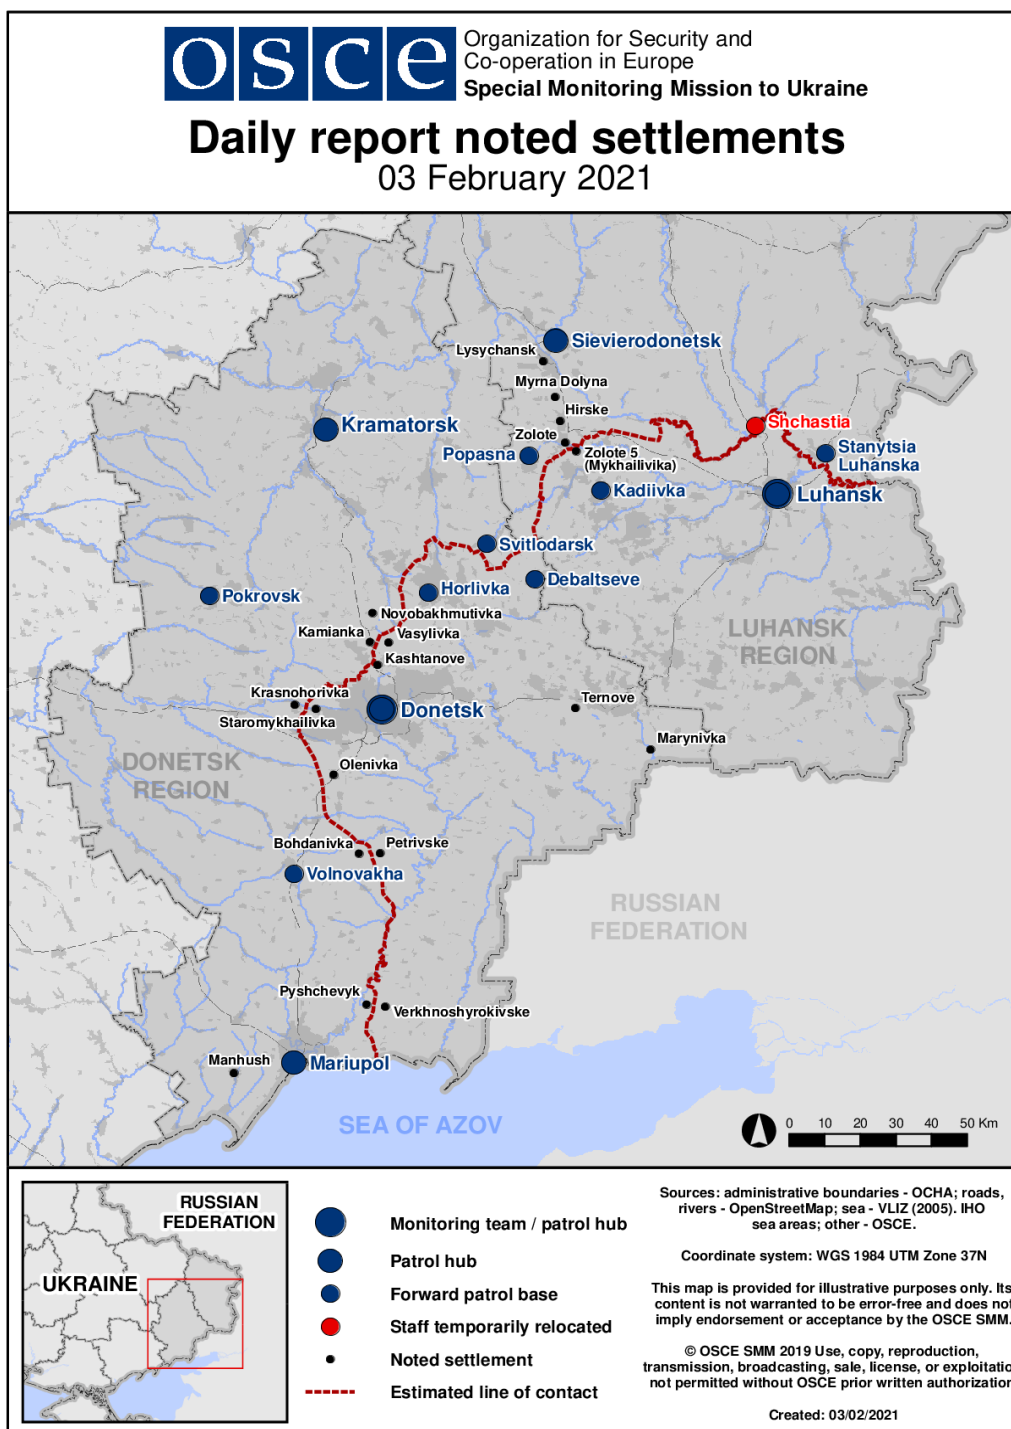 osce
Organization for Security and
Co-operation in Europe
Special Monitoring Mission to Ukraine
Daily report noted settlements
03 February 2021
Sievierodonetsk
Lysychansk
Myrna Dolyna
Hirske
Kramatorsk
Shchastia
Zolote
Popasna
Zolote 5
(Mykhailivika)
Stanytsia
Luhanska
Kadiivka
Luhansk
Svitlodarsk
Debaltseve
Horlivka
Pokrovsk
Novobakhmutivka
Kamianka
Vasylivka
LUHANSK
REGION
Kashtanove
Krasnohorivka
Ternove
Donetsk
Staromykhailivka
Marynivka
DONETSK
REGION
Olenivka
Bohdanivka
Petrivske
Volnovakha
RUSSIAN
FEDERATION
Pyshchevyk
Verkhnoshyrokivske
Manhush
Mariupol
SEA OF AZOV
0 10 20 30 40 50 Km
RUSSIAN
FEDERATION
UKRAINE
Monitoring team / patrol hub
Patrol hub
Forward patrol base
Staff temporarily relocated
Noted settlement
Estimated line of contact
Sources: administrative boundaries - OCHA; roads,
rivers - OpenStreetMap; sea - VLIZ (2005). IHO
sea areas; other - OSCE.
Coordinate system: WGS 1984 UTM Zone 37N
This map is provided for illustrative purposes only. Its
content is not warranted to be error-free and does not
imply endorsement or acceptance by the OSCE SMM.
© OSCE SMM 2019 Use, copy, reproduction,
transmission, broadcasting, sale, license, or exploitatio
not permitted without OSCE prior written authorization
Created: 03/02/2021